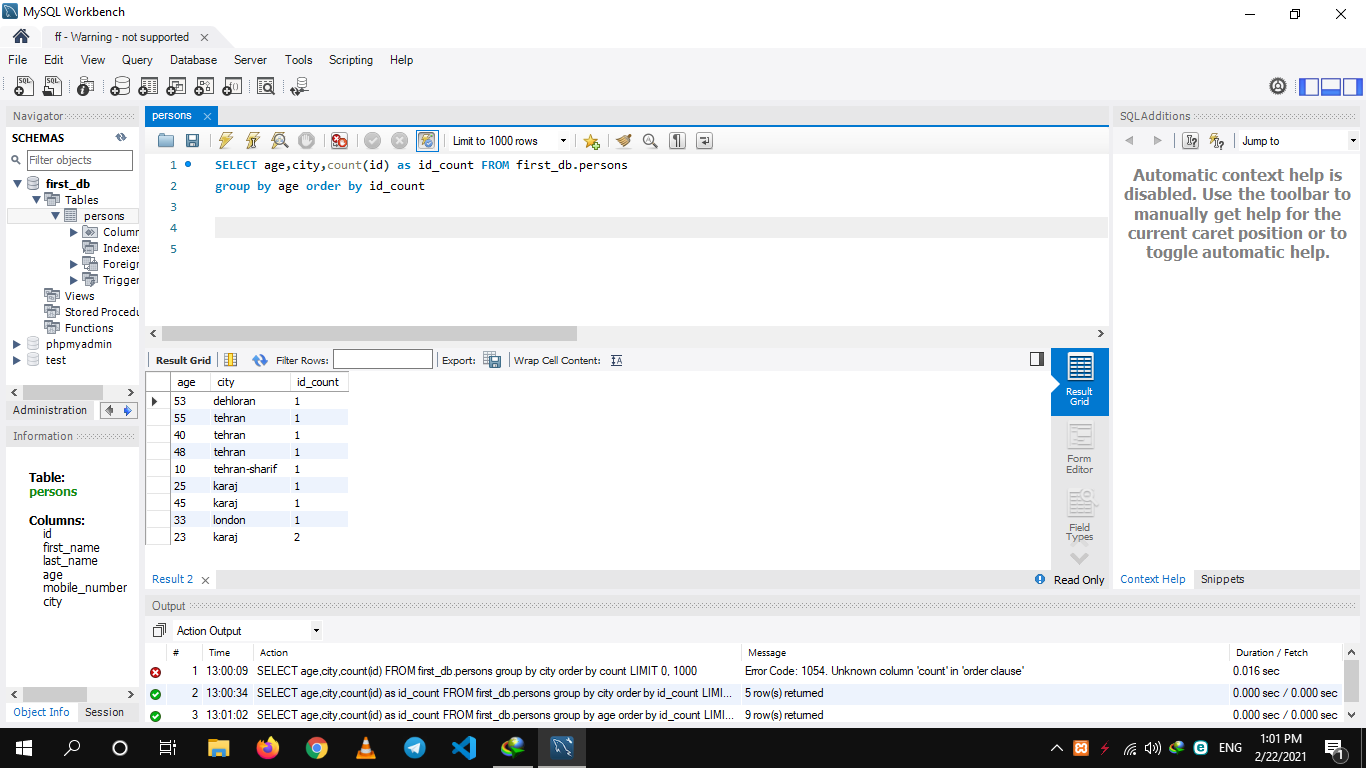 MySQL Workbench
ff - Warning - not supported
File Edit View Query Database Server Tools Scripting Help
Navigator
SCHEMAS
Filter objects
first_db
Tables
persons
Column
Indexes
Foreign
Trigger
Views
Stored Procedu
Functions
phpmyadmin
test
Administration
Information
Table:
persons
Columns:
id
first_name
last_name
age
mobile_number
city
Object Info Session
persons
Limit to 1000 rows
1 SELECT age,city,count(id) as id_count FROM first_db.persons
2 group by age order by id_count
3
4
5
Result Grid Filter Rows: Export: Wrap Cell Content:
age city id_count
53 dehloran 1
55 tehran 1
40 tehran 1
48 tehran 1
10 tehran-sharif 1
25 karaj 1
45 karaj 1
33 london 1
23 karaj 2
Result
Grid
Form
Editor
Field
Types
Result 2
Read Only
SQLAdditions
Jump to
Automatic context help is
disabled. Use the toolbar to
manually get help for the
current caret position or to
toggle automatic help.
Context Help Snippets
Output
Action Output
# Time Action Message Duration / Fetch
1 13:00:09 SELECT age,city,count(id) FROM first_db.persons group by city order by count LIMIT 0, 1000 Error Code: 1054. Unknown column 'count' in 'order clause' 0.016 sec
2 13:00:34 SELECT age,city,count(id) as id_count FROM first_db.persons group by city order by id_count LIMI... 5 row(s) returned 0.000 sec / 0.000 sec
3 13:01:02 SELECT age,city,count(id) as id_count FROM first_db.persons group by age order by id_count LIMI... 9 row(s) returned 0.000 sec / 0.000 sec
ENG
1:01 PM
2/22/2021
1